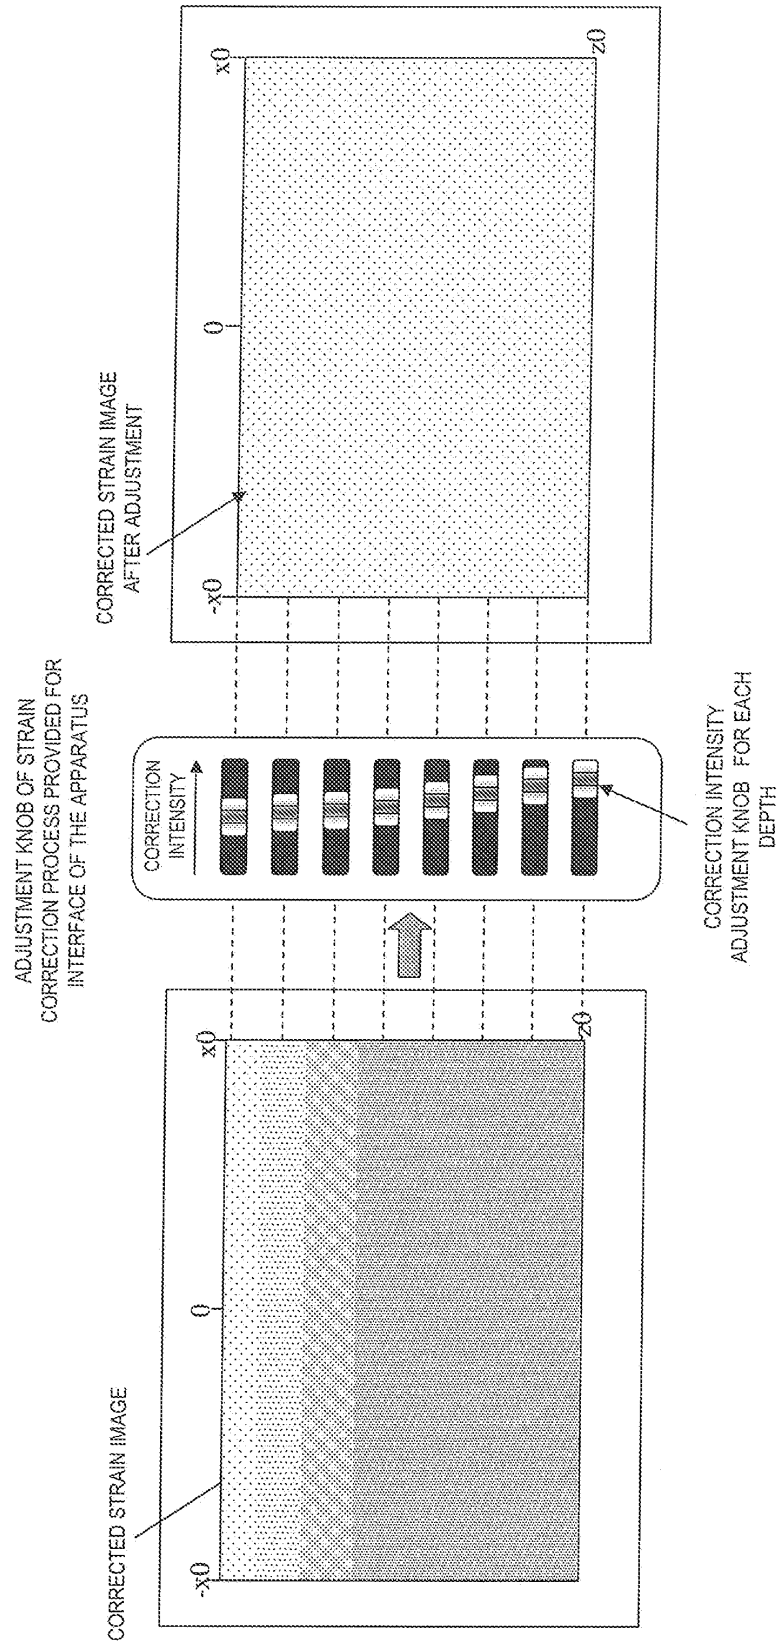 CORRECTED STRAIN IMAGE
-x0
0
x0
z0
ADJUSTMENT KNOB OF STRAIN
CORRECTION PROCESS PROVIDED FOR
INTERFACE OF THE APPARATUS
CORRECTION
INTENSITY
CORRECTION INTENSITY
ADJUSTMENT KNOB FOR EACH
DEPTH
CORRECTED STRAIN IMAGE
AFTER ADJUSTMENT
-x0
0
x0
z0